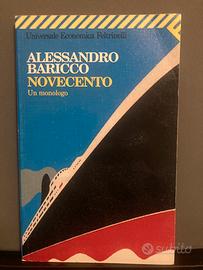 Universale Economica Feltrinelli
ALESSANDRO
BARICCO
NOVECENTO
Un monologo
subito